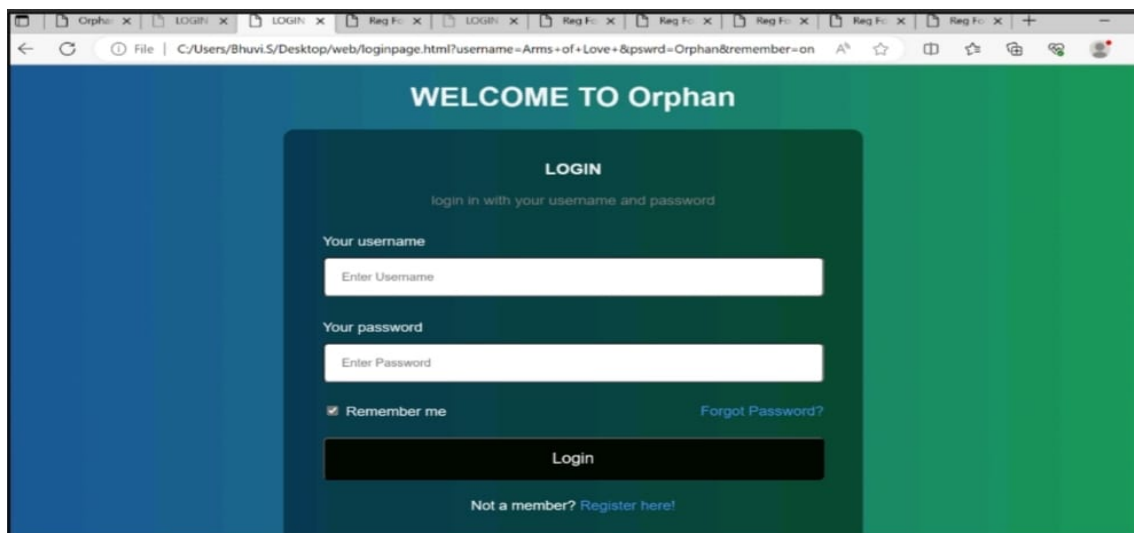 Orpha: LOGIN LOGIN Reg Fo LOGIN Reg Fo Reg Fo Reg Fo Reg Fo Reg Fo
File C:/Users/Bhuvi.S/Desktop/web/loginpage.html?username=Arms+of+Love+&pswrd=Orphan&remember=on
WELCOME TO Orphan
LOGIN
login in with your username and password
Your username
Enter Username
Your password
Enter Password
Remember me Forgot Password?
Login
Not a member? Register here!